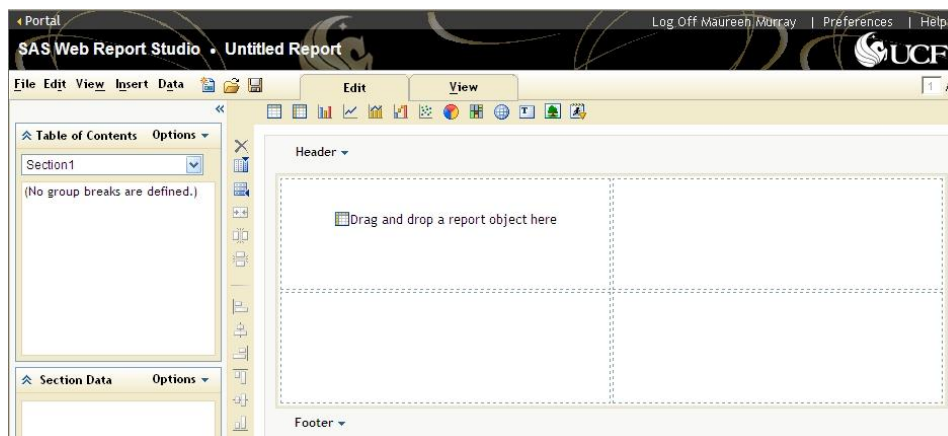 Portal
Log Off Maureen Murray | Preferences | Help
SAS Web Report Studio • Untitled Report
UCF
File Edit View Insert Data
Edit
View
1
Table of Contents Options
Header
Section1
(No group breaks are defined.)
Drag and drop a report object here
Section Data Options
Footer